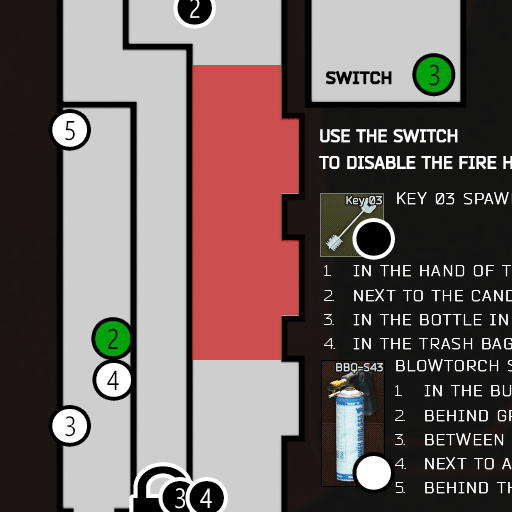 2
SWITCH 3
5
USE THE SWITCH
TO DISABLE THE FIRE H
Key 03
KEY 03 SPAW
1. IN THE HAND OF T
2. NEXT TO THE CAND
3. IN THE BOTTLE IN
4. IN THE TRASH BAG
2
4
3
3 4
BBQ-S43
BLOWTORCH S
1. IN THE BU
2. BEHIND GR
3. BETWEEN
4. NEXT TO A
5. BEHIND TH